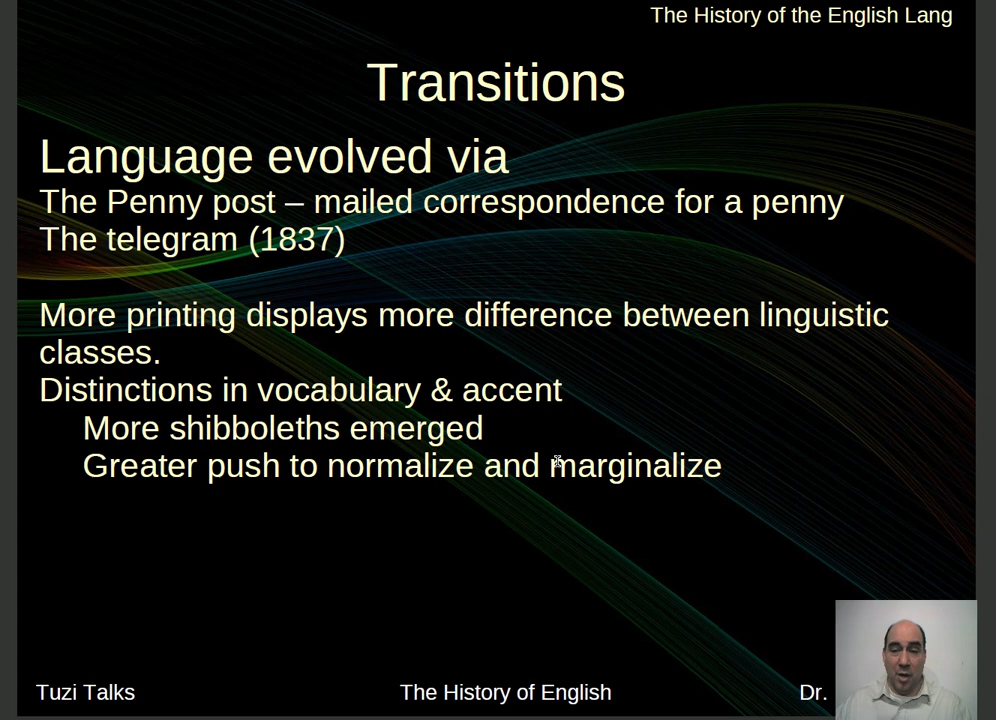 The History of the English Lang
Transitions
Language evolved via
The Penny post – mailed correspondence for a penny
The telegram (1837)
More printing displays more difference between linguistic
classes.
Distinctions in vocabulary & accent
More shibboleths emerged
Greater push to normalize and marginalize
Tuzi Talks
The History of English
Dr.